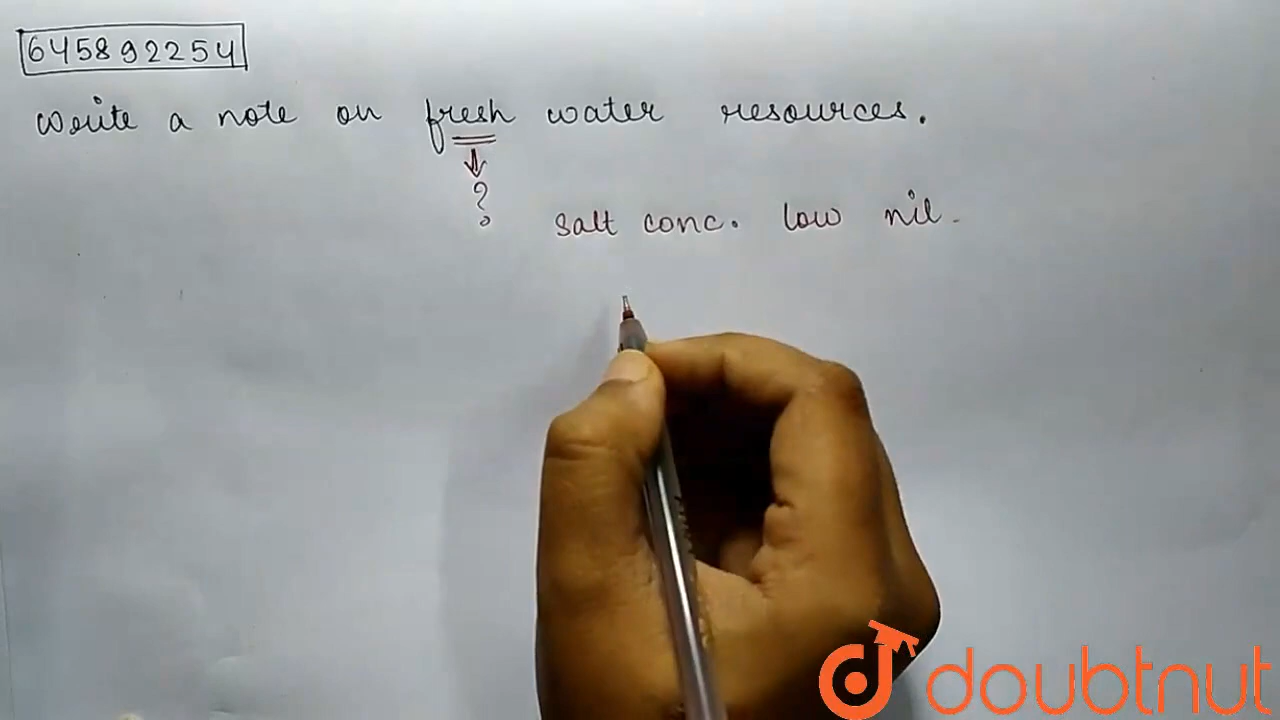 645892254
Write a note on fresh water resources.
?
salt conc. low nil.
doubtnut